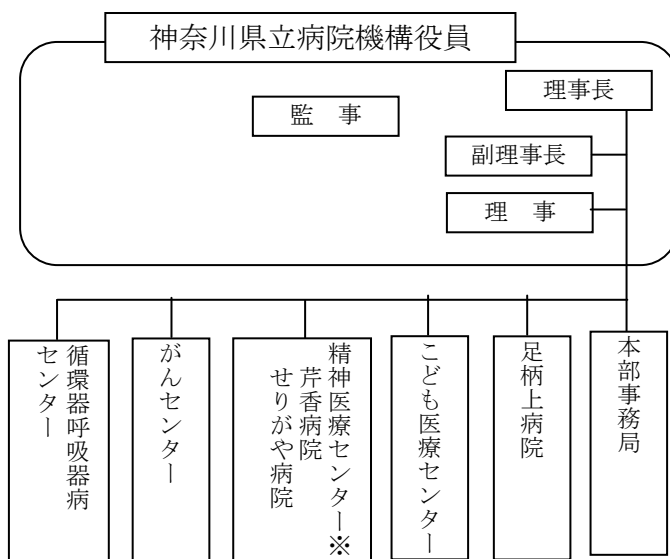 神奈川県立病院機構役員
理事長
監　事
副理事長
理　事
本部事務局
足柄上病院
こども医療センター
精神医療センター※
芹香病院
せりがや病院
がんセンター
循環器呼吸器病
センター